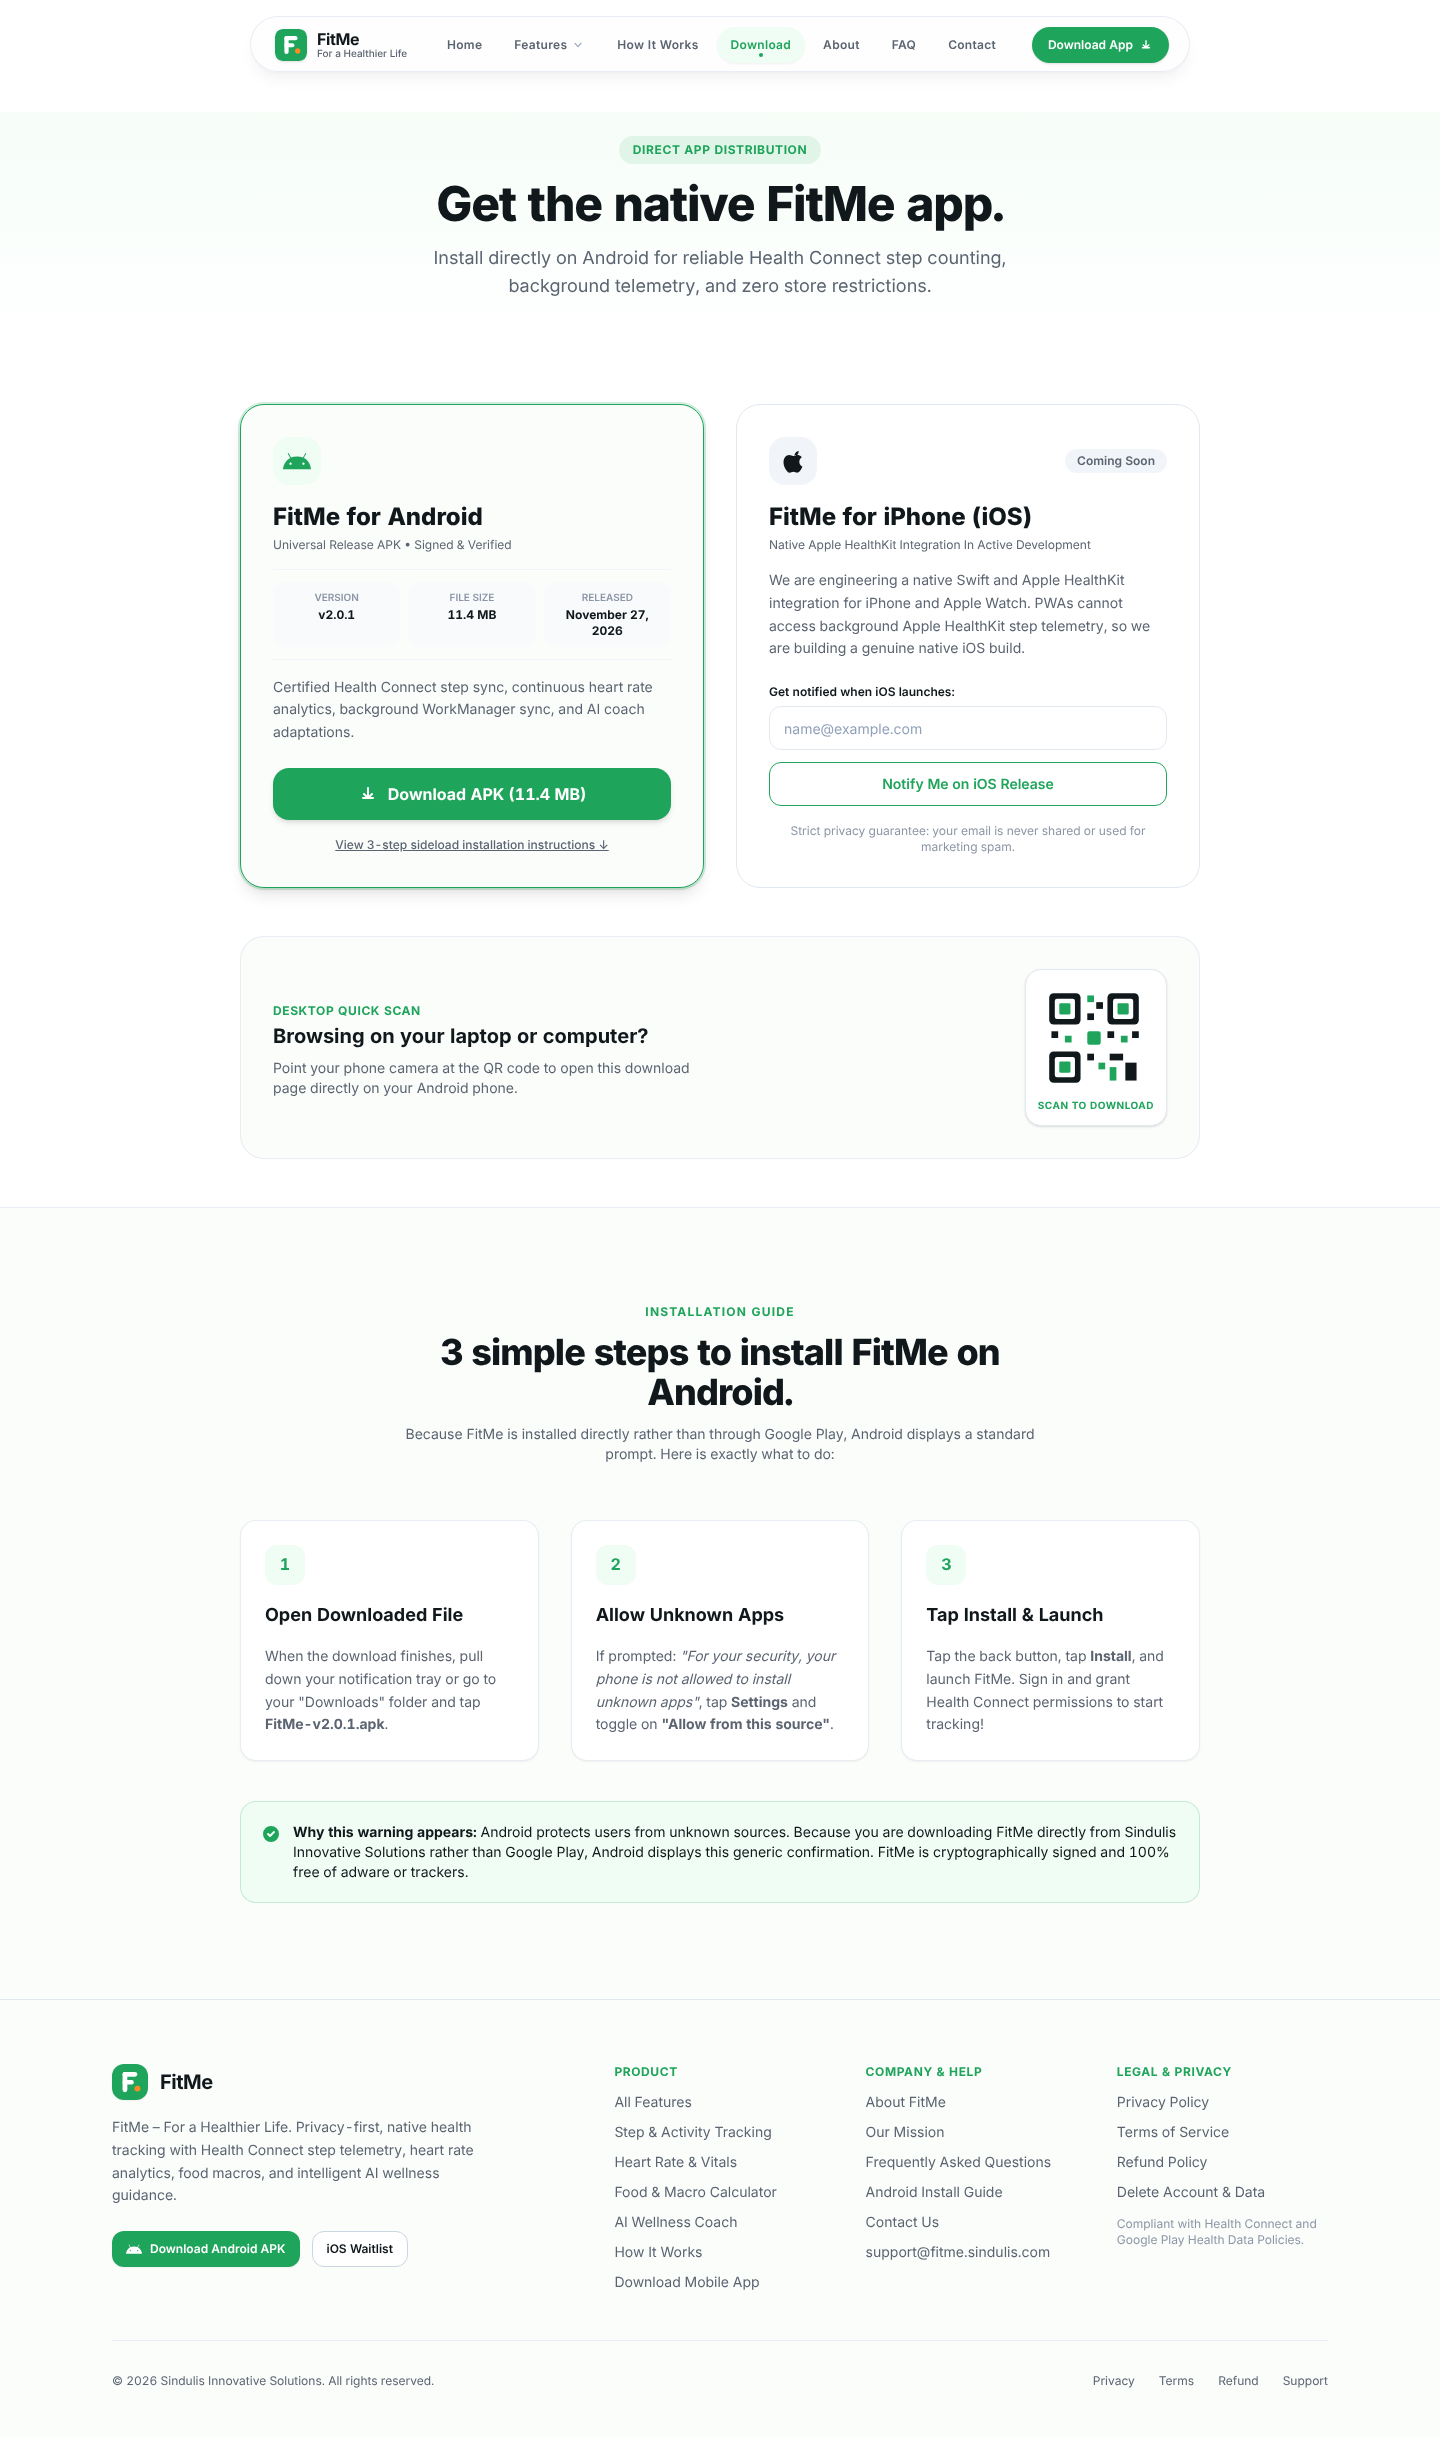 FitMe
For a Healthier Life
Home
Features
How It Works
Download
About
FAQ
Contact
Download App
DIRECT APP DISTRIBUTION
Get the native FitMe app.
Install directly on Android for reliable Health Connect step counting,
background telemetry, and zero store restrictions.
FitMe for Android
Universal Release APK • Signed & Verified
VERSION
v2.0.1
FILE SIZE
11.4 MB
RELEASED
November 27,
2026
Certified Health Connect step sync, continuous heart rate
analytics, background WorkManager sync, and AI coach
adaptations.
Download APK (11.4 MB)
View 3-step sideload installation instructions ↓
Coming Soon
FitMe for iPhone (iOS)
Native Apple HealthKit Integration In Active Development
We are engineering a native Swift and Apple HealthKit
integration for iPhone and Apple Watch. PWAs cannot
access background Apple HealthKit step telemetry, so we
are building a genuine native iOS build.
Get notified when iOS launches:
name@example.com
Notify Me on iOS Release
Strict privacy guarantee: your email is never shared or used for
marketing spam.
DESKTOP QUICK SCAN
Browsing on your laptop or computer?
Point your phone camera at the QR code to open this download
page directly on your Android phone.
SCAN TO DOWNLOAD
INSTALLATION GUIDE
3 simple steps to install FitMe on
Android.
Because FitMe is installed directly rather than through Google Play, Android displays a standard
prompt. Here is exactly what to do:
1
Open Downloaded File
When the download finishes, pull
down your notification tray or go to
your "Downloads" folder and tap
FitMe-v2.0.1.apk.
2
Allow Unknown Apps
If prompted: "For your security, your
phone is not allowed to install
unknown apps", tap Settings and
toggle on "Allow from this source".
3
Tap Install & Launch
Tap the back button, tap Install, and
launch FitMe. Sign in and grant
Health Connect permissions to start
tracking!
Why this warning appears: Android protects users from unknown sources. Because you are downloading FitMe directly from Sindulis
Innovative Solutions rather than Google Play, Android displays this generic confirmation. FitMe is cryptographically signed and 100%
free of adware or trackers.
FitMe
FitMe – For a Healthier Life. Privacy-first, native health
tracking with Health Connect step telemetry, heart rate
analytics, food macros, and intelligent AI wellness
guidance.
Download Android APK
iOS Waitlist
PRODUCT
All Features
Step & Activity Tracking
Heart Rate & Vitals
Food & Macro Calculator
AI Wellness Coach
How It Works
Download Mobile App
COMPANY & HELP
About FitMe
Our Mission
Frequently Asked Questions
Android Install Guide
Contact Us
support@fitme.sindulis.com
LEGAL & PRIVACY
Privacy Policy
Terms of Service
Refund Policy
Delete Account & Data
Compliant with Health Connect and
Google Play Health Data Policies.
© 2026 Sindulis Innovative Solutions. All rights reserved.
Privacy
Terms
Refund
Support